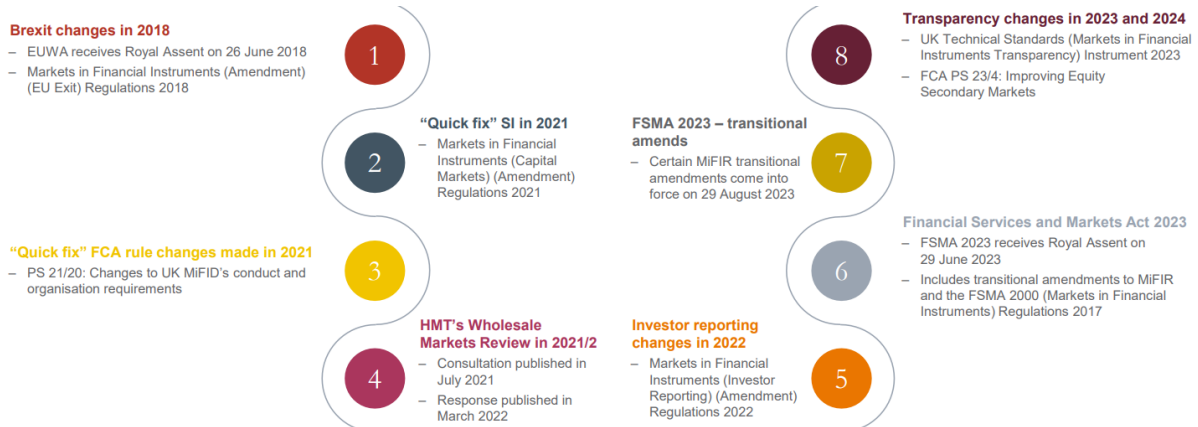 Brexit changes in 2018
– EUWA receives Royal Assent on 26 June 2018
– Markets in Financial Instruments (Amendment)
(EU Exit) Regulations 2018
1
“Quick fix” SI in 2021
– Markets in Financial
Instruments (Capital
Markets) (Amendment)
Regulations 2021
2
“Quick fix” FCA rule changes made in 2021
– PS 21/20: Changes to UK MiFID’s conduct and
organisation requirements
3
HMT’s Wholesale
Markets Review in 2021/2
– Consultation published in
July 2021
– Response published in
March 2022
4
Investor reporting
changes in 2022
– Markets in Financial
Instruments (Investor
Reporting) (Amendment)
Regulations 2022
5
Financial Services and Markets Act 2023
– FSMA 2023 receives Royal Assent on
29 June 2023
– Includes transitional amendments to MiFIR
and the FSMA 2000 (Markets in Financial
Instruments) Regulations 2017
6
FSMA 2023 – transitional
amends
– Certain MiFIR transitional
amendments come into
force on 29 August 2023
7
Transparency changes in 2023 and 2024
– UK Technical Standards (Markets in Financial
Instruments Transparency) Instrument 2023
– FCA PS 23/4: Improving Equity
Secondary Markets
8